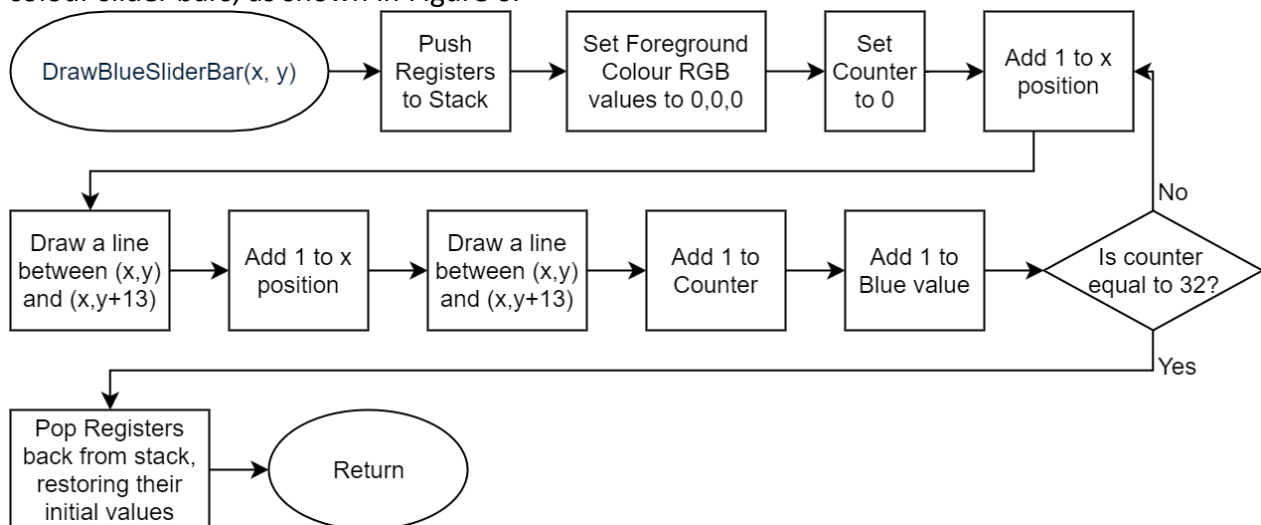 colour slider bars, as shown in Figure 6.
DrawBlueSliderBar(x, y)
Push
Registers
to Stack
Set Foreground
Colour RGB
values to 0,0,0
Set
Counter
to 0
Add 1 to x
position
Draw a line
between (x,y)
and (x,y+13)
Add 1 to x
position
Draw a line
between (x,y)
and (x,y+13)
Add 1 to
Counter
Add 1 to
Blue value
Is counter
equal to 32?
No
Yes
Pop Registers
back from stack,
restoring their
initial values
Return